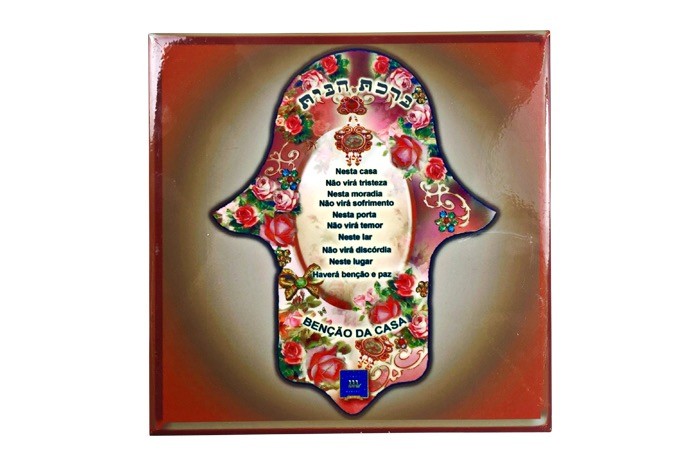 ברכת הבית
Nesta casa
Não virá tristeza
Nesta moradia
Não virá sofrimento
Nesta porta
Não virá temor
Neste lar
Não virá discórdia
Neste lugar
Haverá benção e paz
BENÇÃO DA CASA